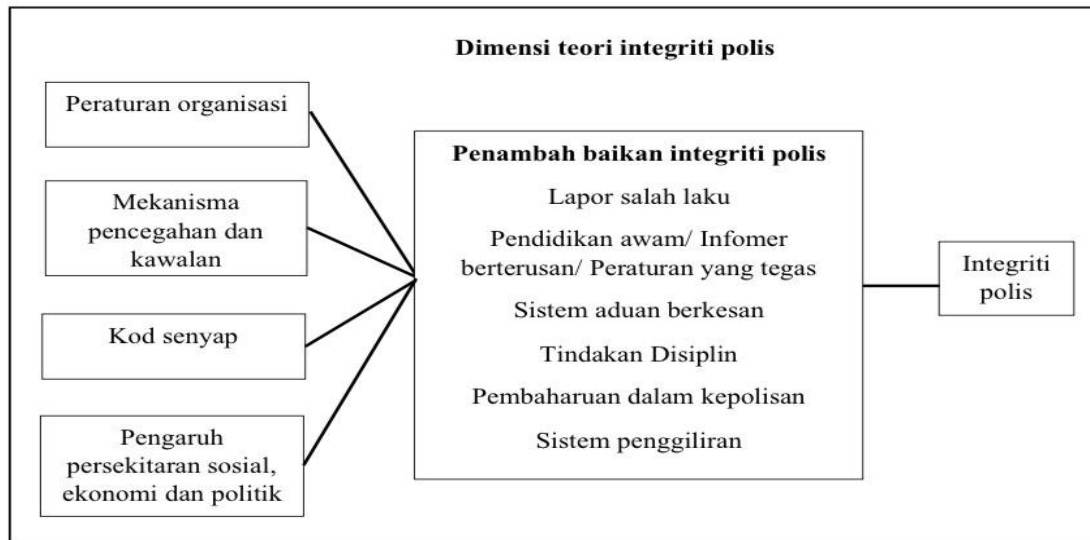 Dimensi teori integriti polis
Peraturan organisasi
Mekanisma
pencegahan dan
kawalan
Kod senyap
Pengaruh
persekitaran sosial,
ekonomi dan politik
Penambah baikan integriti polis
Lapor salah laku
Pendidikan awam/ Infomer
berterusan/ Peraturan yang tegas
Sistem aduan berkesan
Tindakan Disiplin
Pembaharuan dalam kepolisan
Sistem penggiliran
Integriti
polis